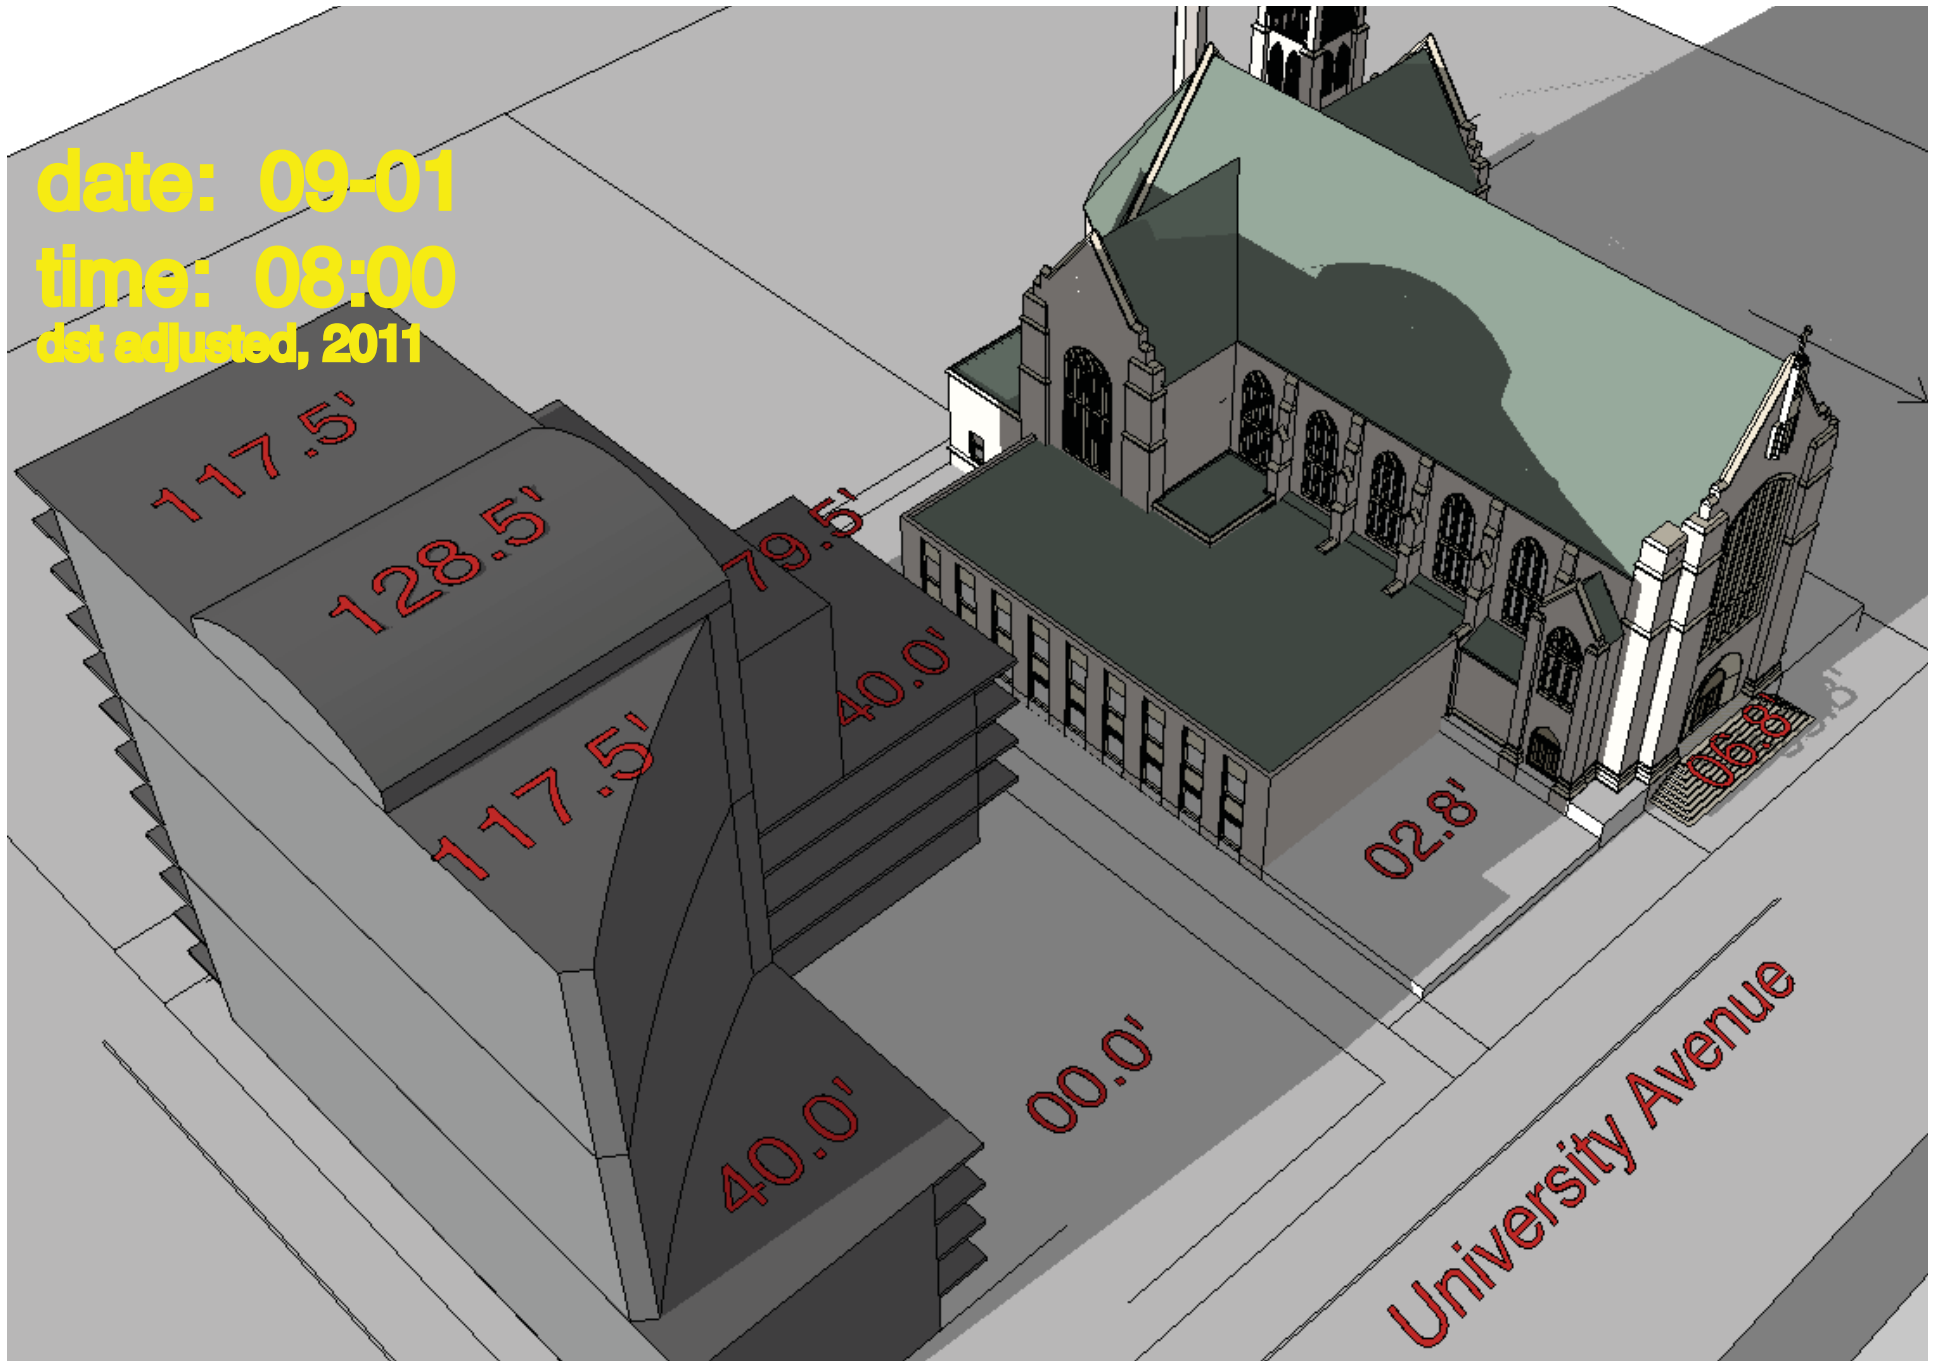 date: 09-01
time: 08:00
dst adjusted, 2011
117.5'
128.5'
79.5'
40.0'
117.5'
06.8'
02.8'
00.0'
40.0'
University Avenue